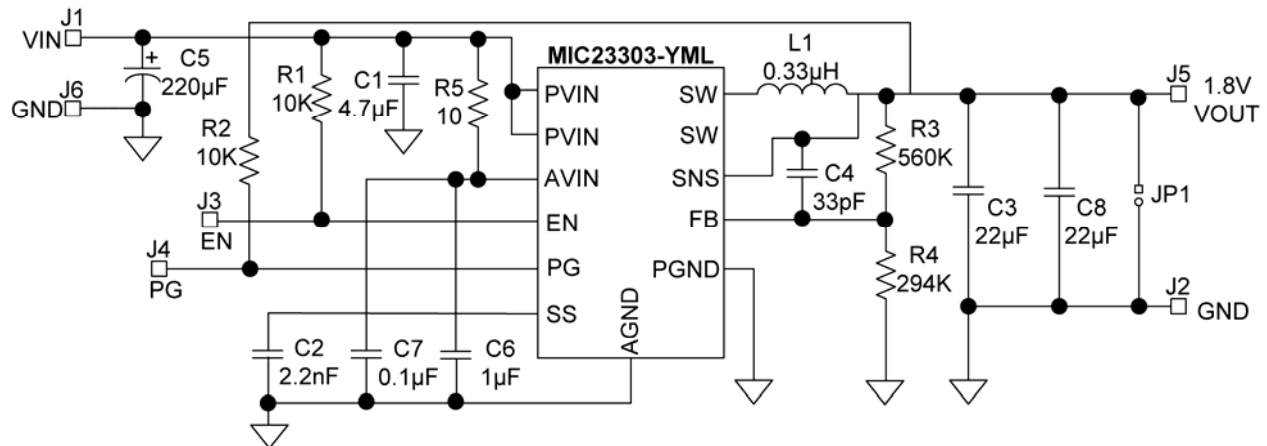 J1
VIN
J6
GND
+
C5
220µF
R2
10K
R1
10K
C1
4.7µF
R5
10
J3
EN
J4
PG
C2
2.2nF
C7
0.1µF
C6
1µF
MIC23303-YML
PVIN
PVIN
AVIN
EN
PG
SS
AGND
SW
SW
SNS
FB
PGND
L1
0.33µH
C4
33pF
R3
560K
R4
294K
C3
22µF
C8
22µF
JP1
J5
1.8V
VOUT
J2
GND